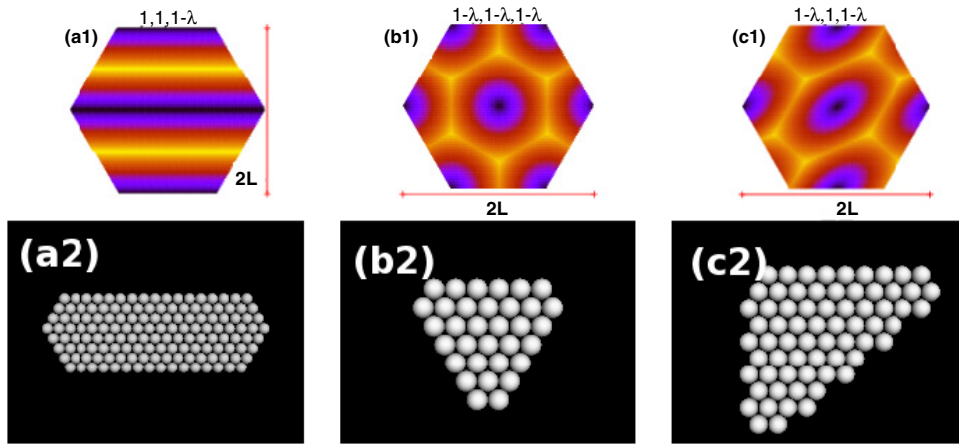 1,1,1-λ
1-λ,1-λ,1-λ
1-λ,1,1-λ
(a1)
(b1)
(c1)
2L
2L
2L
(a2)
(b2)
(c2)